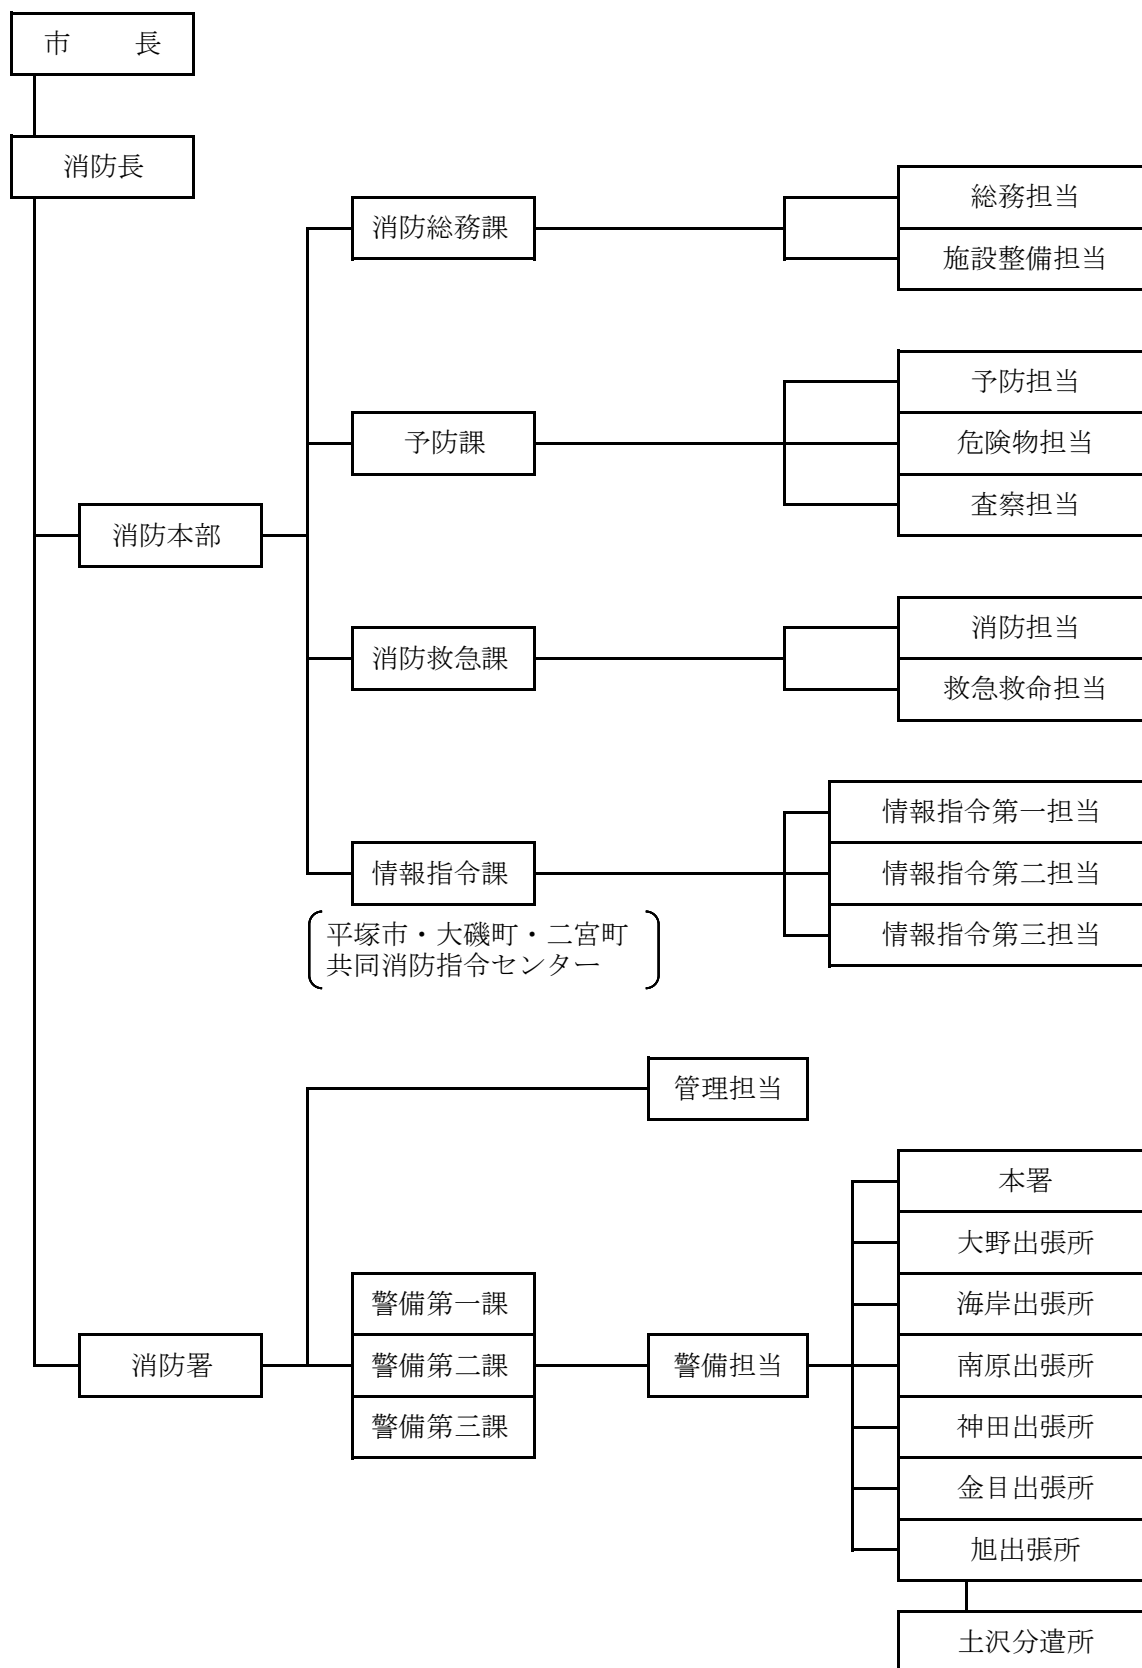 市　　長
消防長
消防本部
消防総務課
総務担当
施設整備担当
予防課
予防担当
危険物担当
査察担当
消防救急課
消防担当
救急救命担当
情報指令課
平塚市・大磯町・二宮町
共同消防指令センター
情報指令第一担当
情報指令第二担当
情報指令第三担当
消防署
管理担当
警備第一課
警備第二課
警備第三課
警備担当
本署
大野出張所
海岸出張所
南原出張所
神田出張所
金目出張所
旭出張所
土沢分遣所